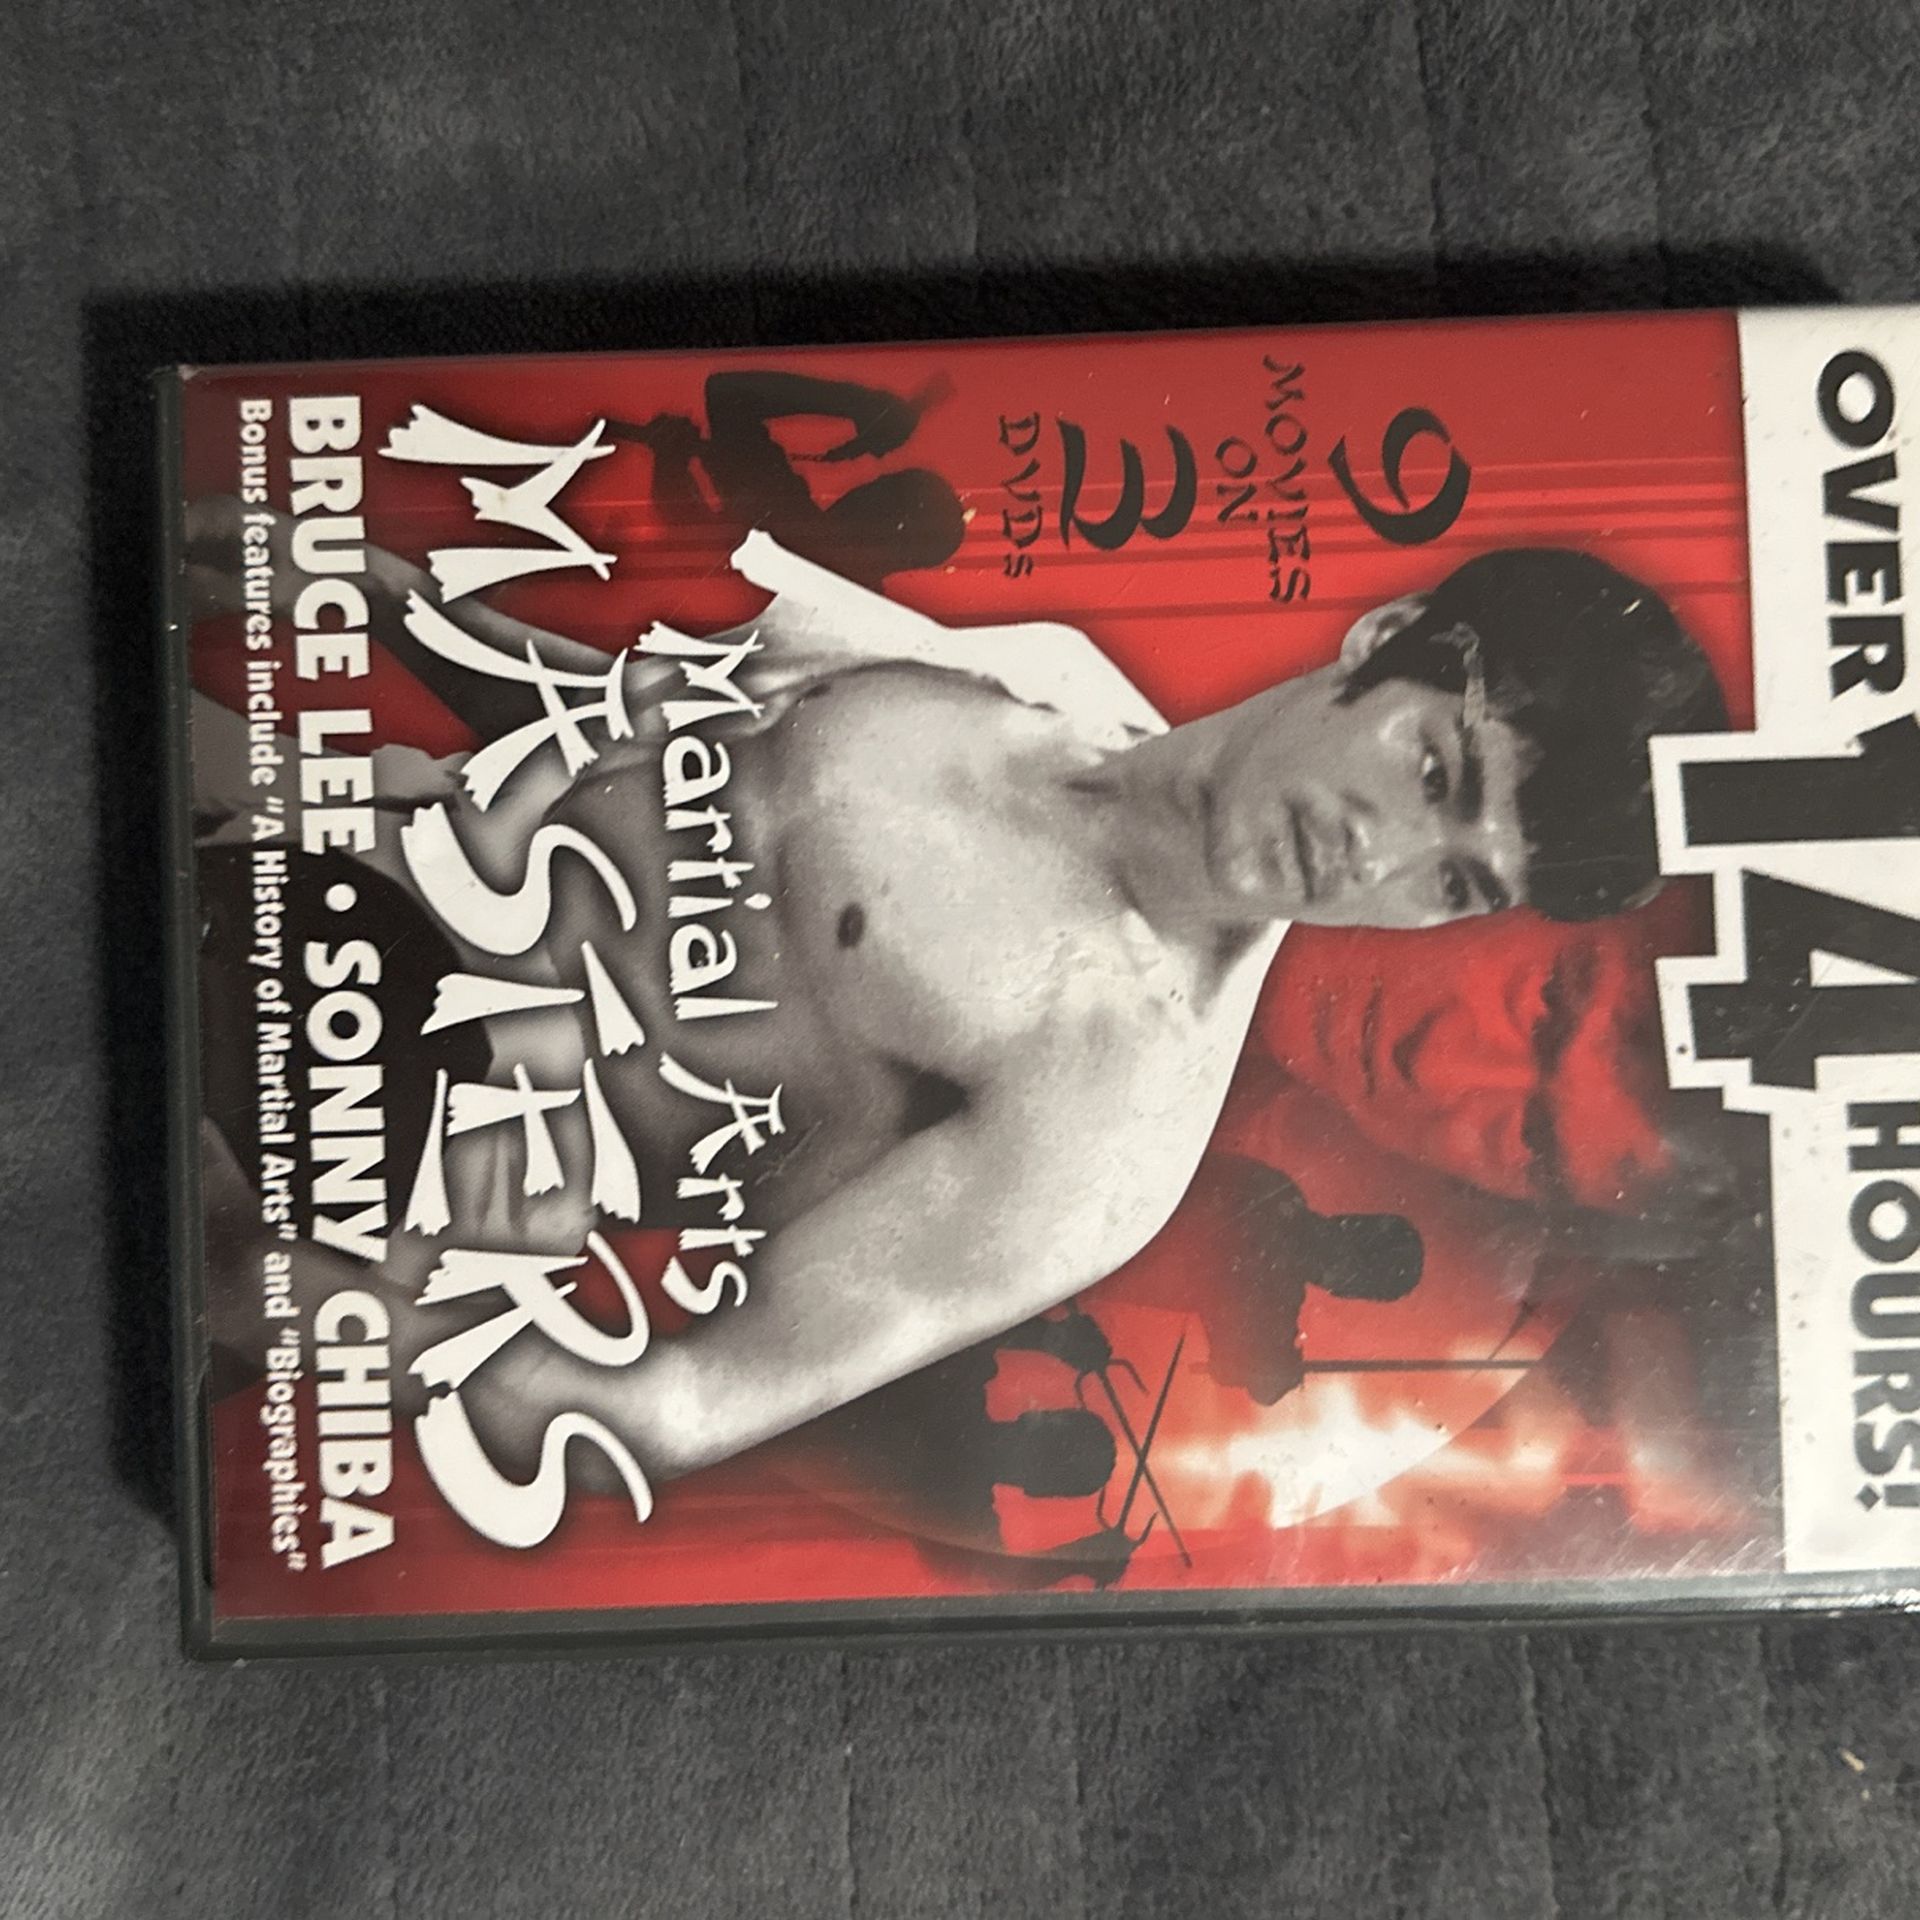 OVER 14 HOURS!
9
MOVIES
ON
3
DVDs
Martial Arts
MASTERS
BRUCE LEE • SONNY CHIBA
Bonus features include "A History of Martial Arts" and "Biographies"